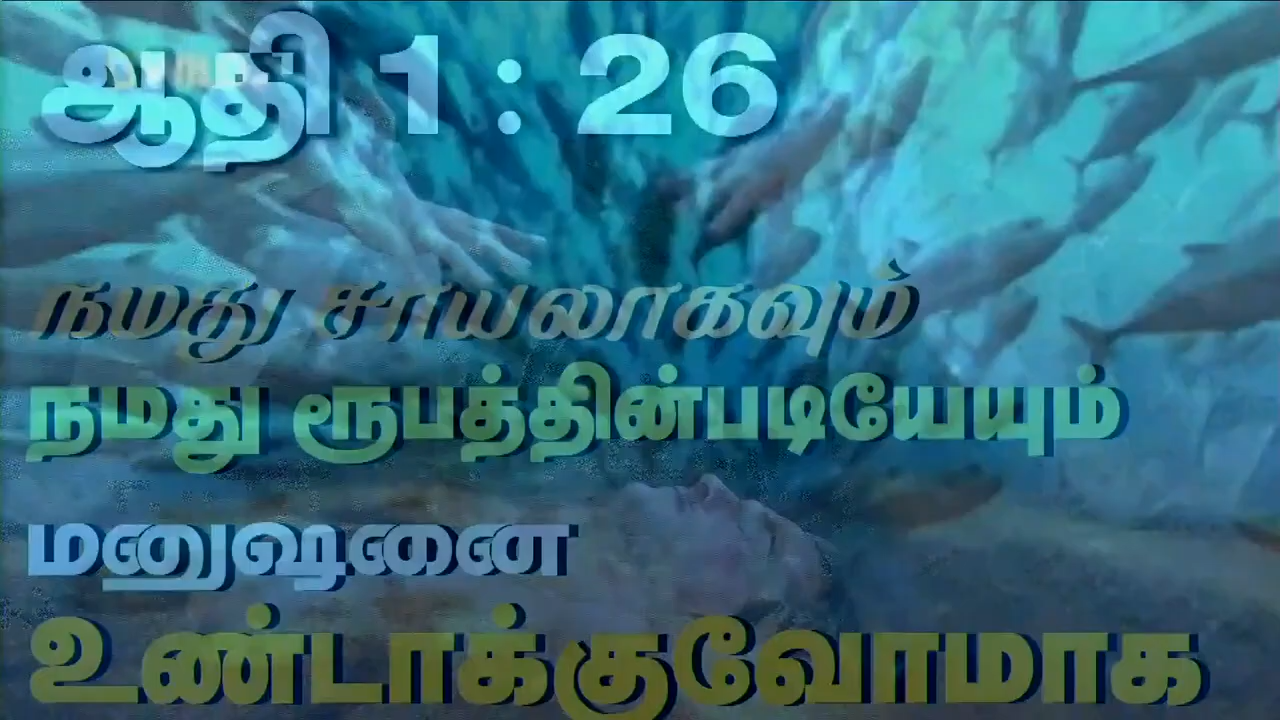 ஆதி 1 : 26
நமது சாயலாகவும்
நமது ரூபத்தின்படியேயும்
மனுஷனை
உண்டாக்குவோமாக